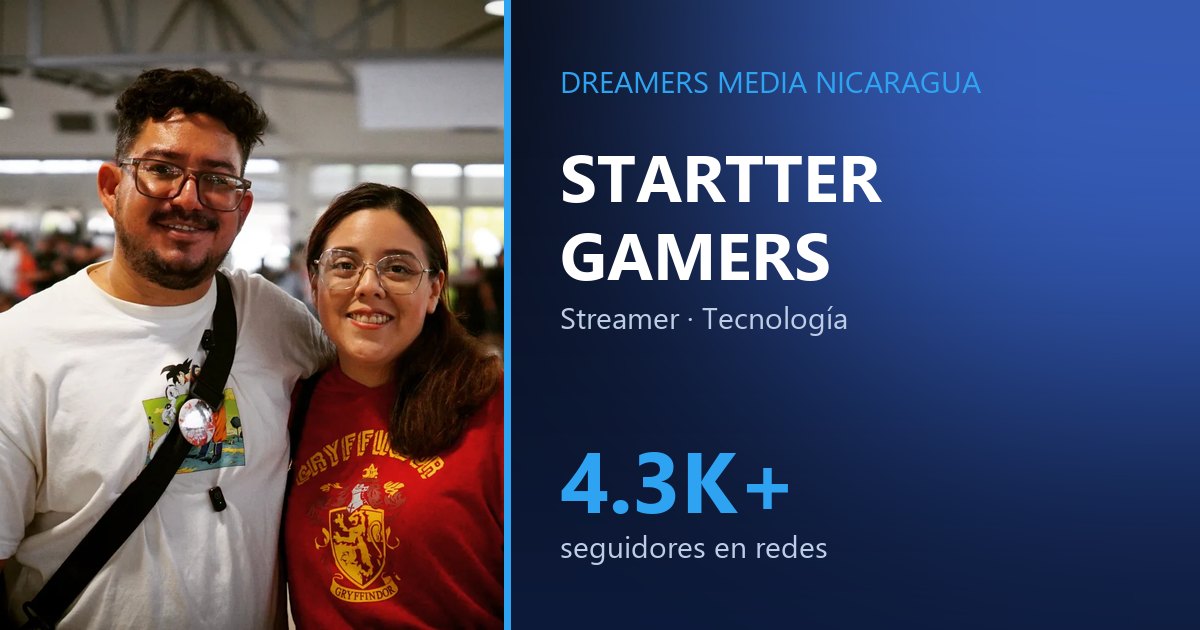 DREAMERS MEDIA NICARAGUA
STARTTER
GAMERS
Streamer · Tecnología
4.3K+
seguidores en redes
GRYFFINDOR
GRYFFINDOR